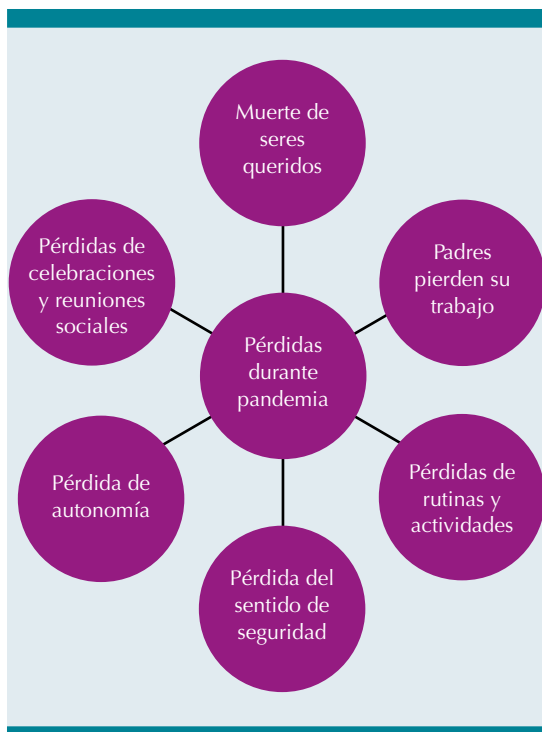 Muerte de
seres
queridos
Pérdidas de
celebraciones
y reuniones
sociales
Padres
pierden su
trabajo
Pérdidas
durante
pandemia
Pérdida de
autonomía
Pérdidas de
rutinas y
actividades
Pérdida del
sentido de
seguridad